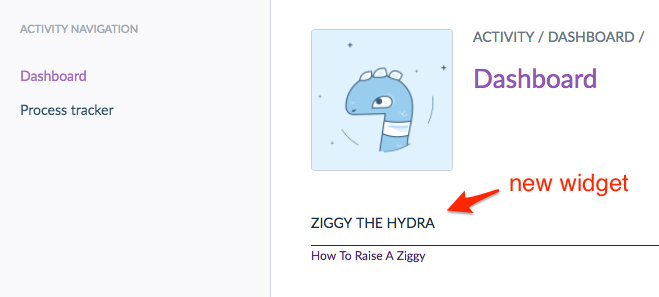 ACTIVITY NAVIGATION
Dashboard
Process tracker
ACTIVITY / DASHBOARD /
Dashboard
new widget
ZIGGY THE HYDRA
How To Raise A Ziggy